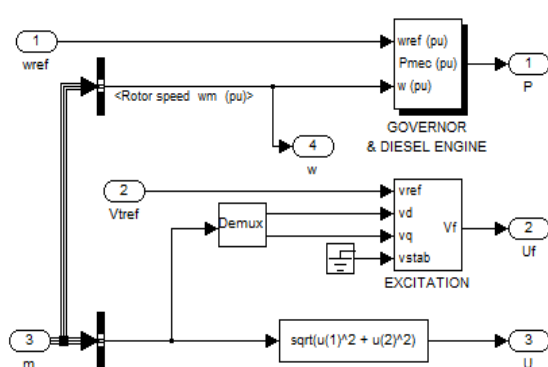 1
wref
wref (pu)
Pmec (pu)
w (pu)
1
P
<Rotor speed wm (pu)>
GOVERNOR
& DIESEL ENGINE
4
w
2
Vtref
Demux
vref
vd
vq
vstab
Vf
2
Uf
EXCITATION
3
m
sqrt(u(1)^2 + u(2)^2)
3
U